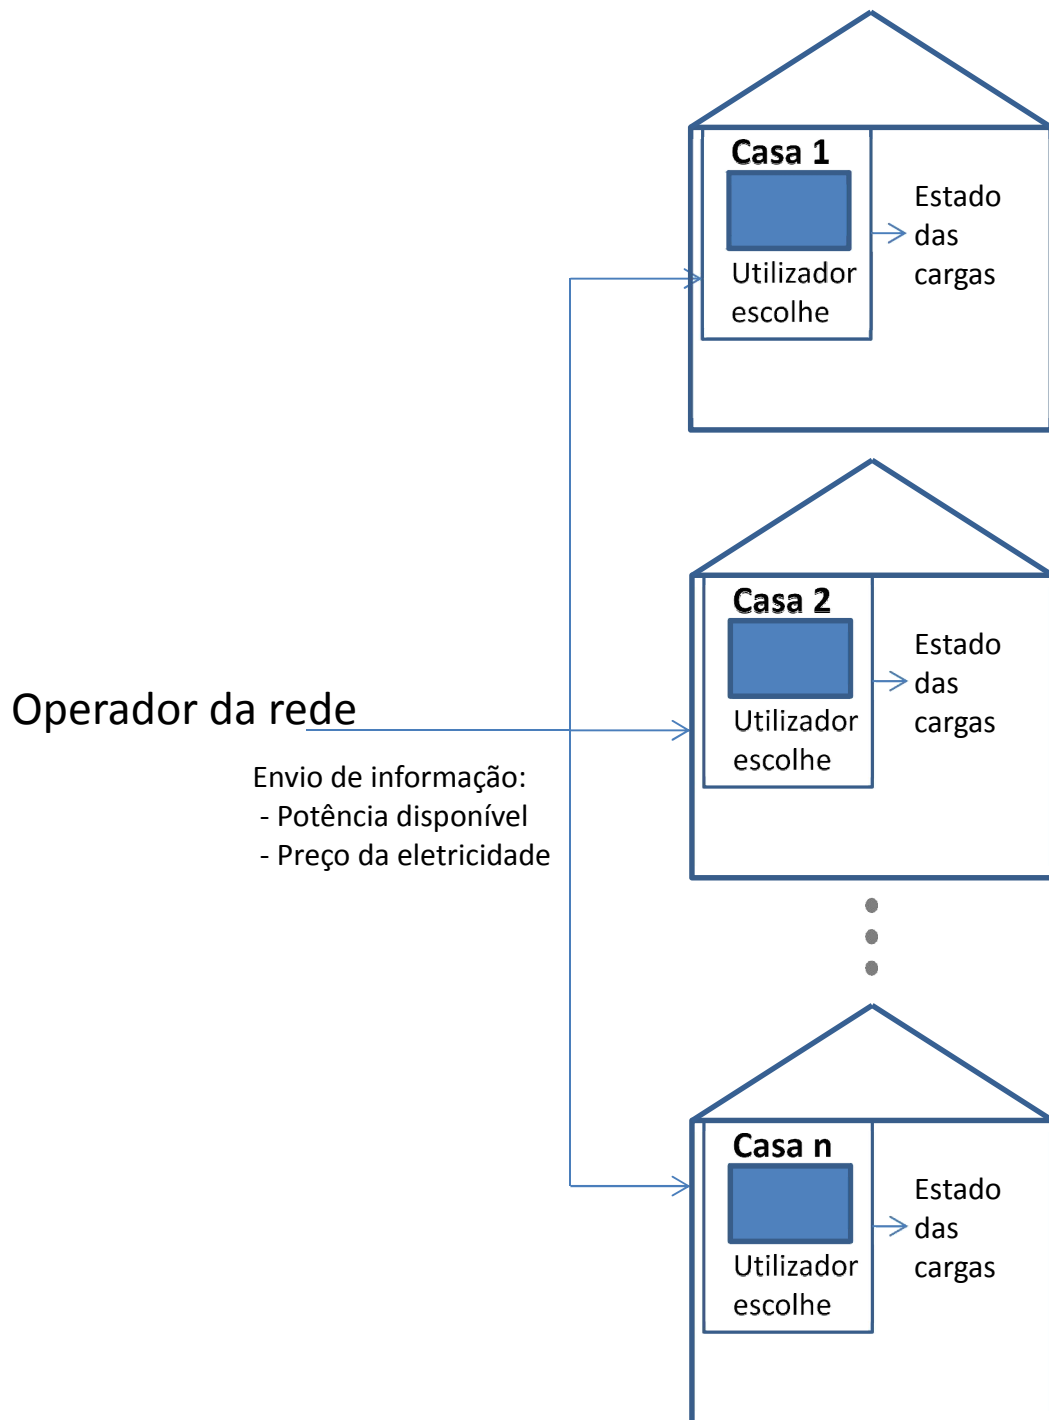 Casa 1
Utilizador
escolhe
Estado
das
cargas
Casa 2
Utilizador
escolhe
Estado
das
cargas
Operador da rede
Envio de informação:
- Potência disponível
- Preço da eletricidade
Casa n
Utilizador
escolhe
Estado
das
cargas